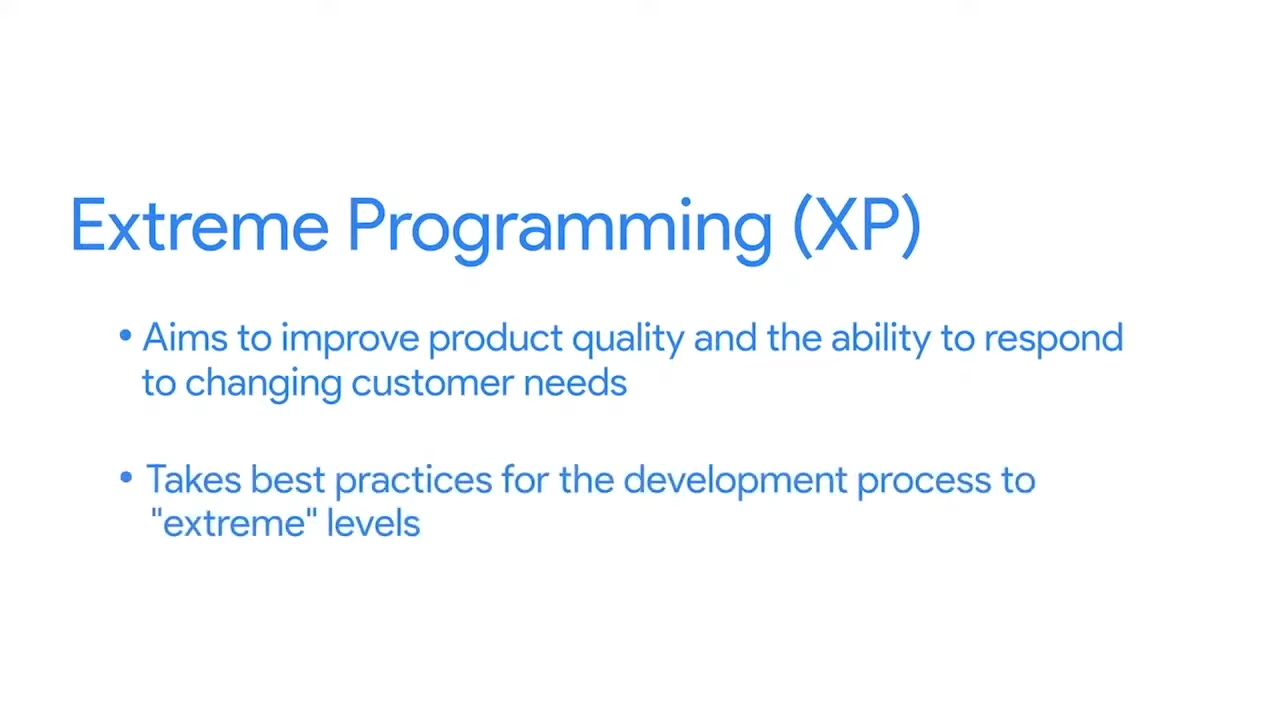 Extreme Programming (XP)
• Aims to improve product quality and the ability to respond
to changing customer needs
• Takes best practices for the development process to
"extreme" levels